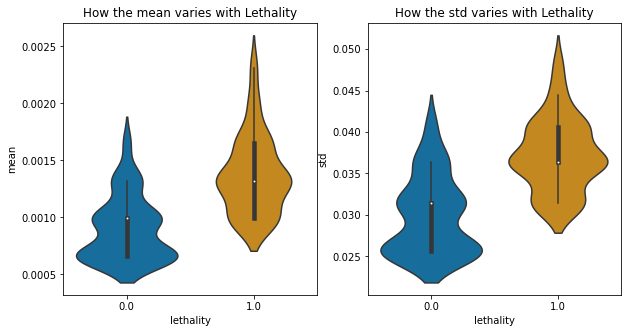 How the mean varies with Lethality
0.0025
0.0020
0.0015
0.0010
0.0005
mean
0.0
1.0
lethality
How the std varies with Lethality
0.050
0.045
0.040
0.035
0.030
0.025
std
0.0
1.0
lethality